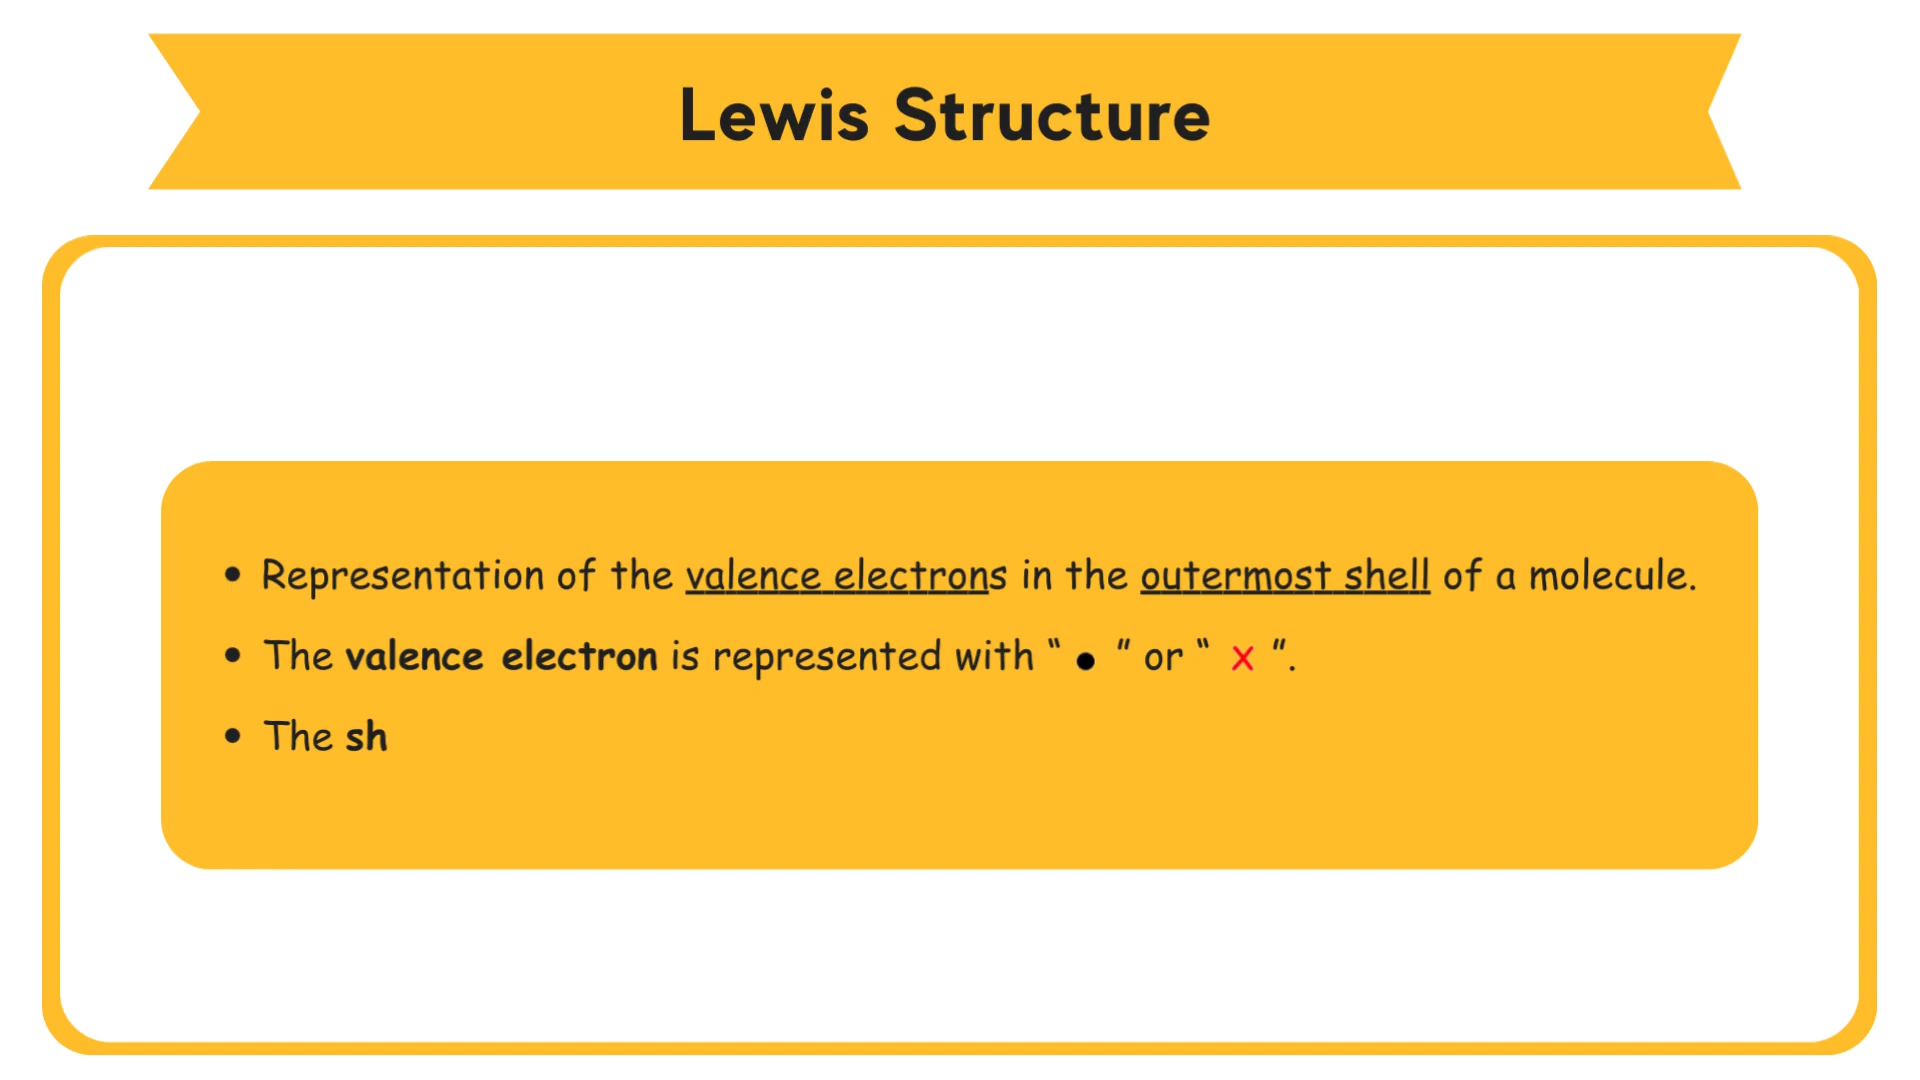 Lewis Structure
• Representation of the valence electrons in the outermost shell of a molecule.
• The valence electron is represented with “ • ” or “ x ”.
• The sh